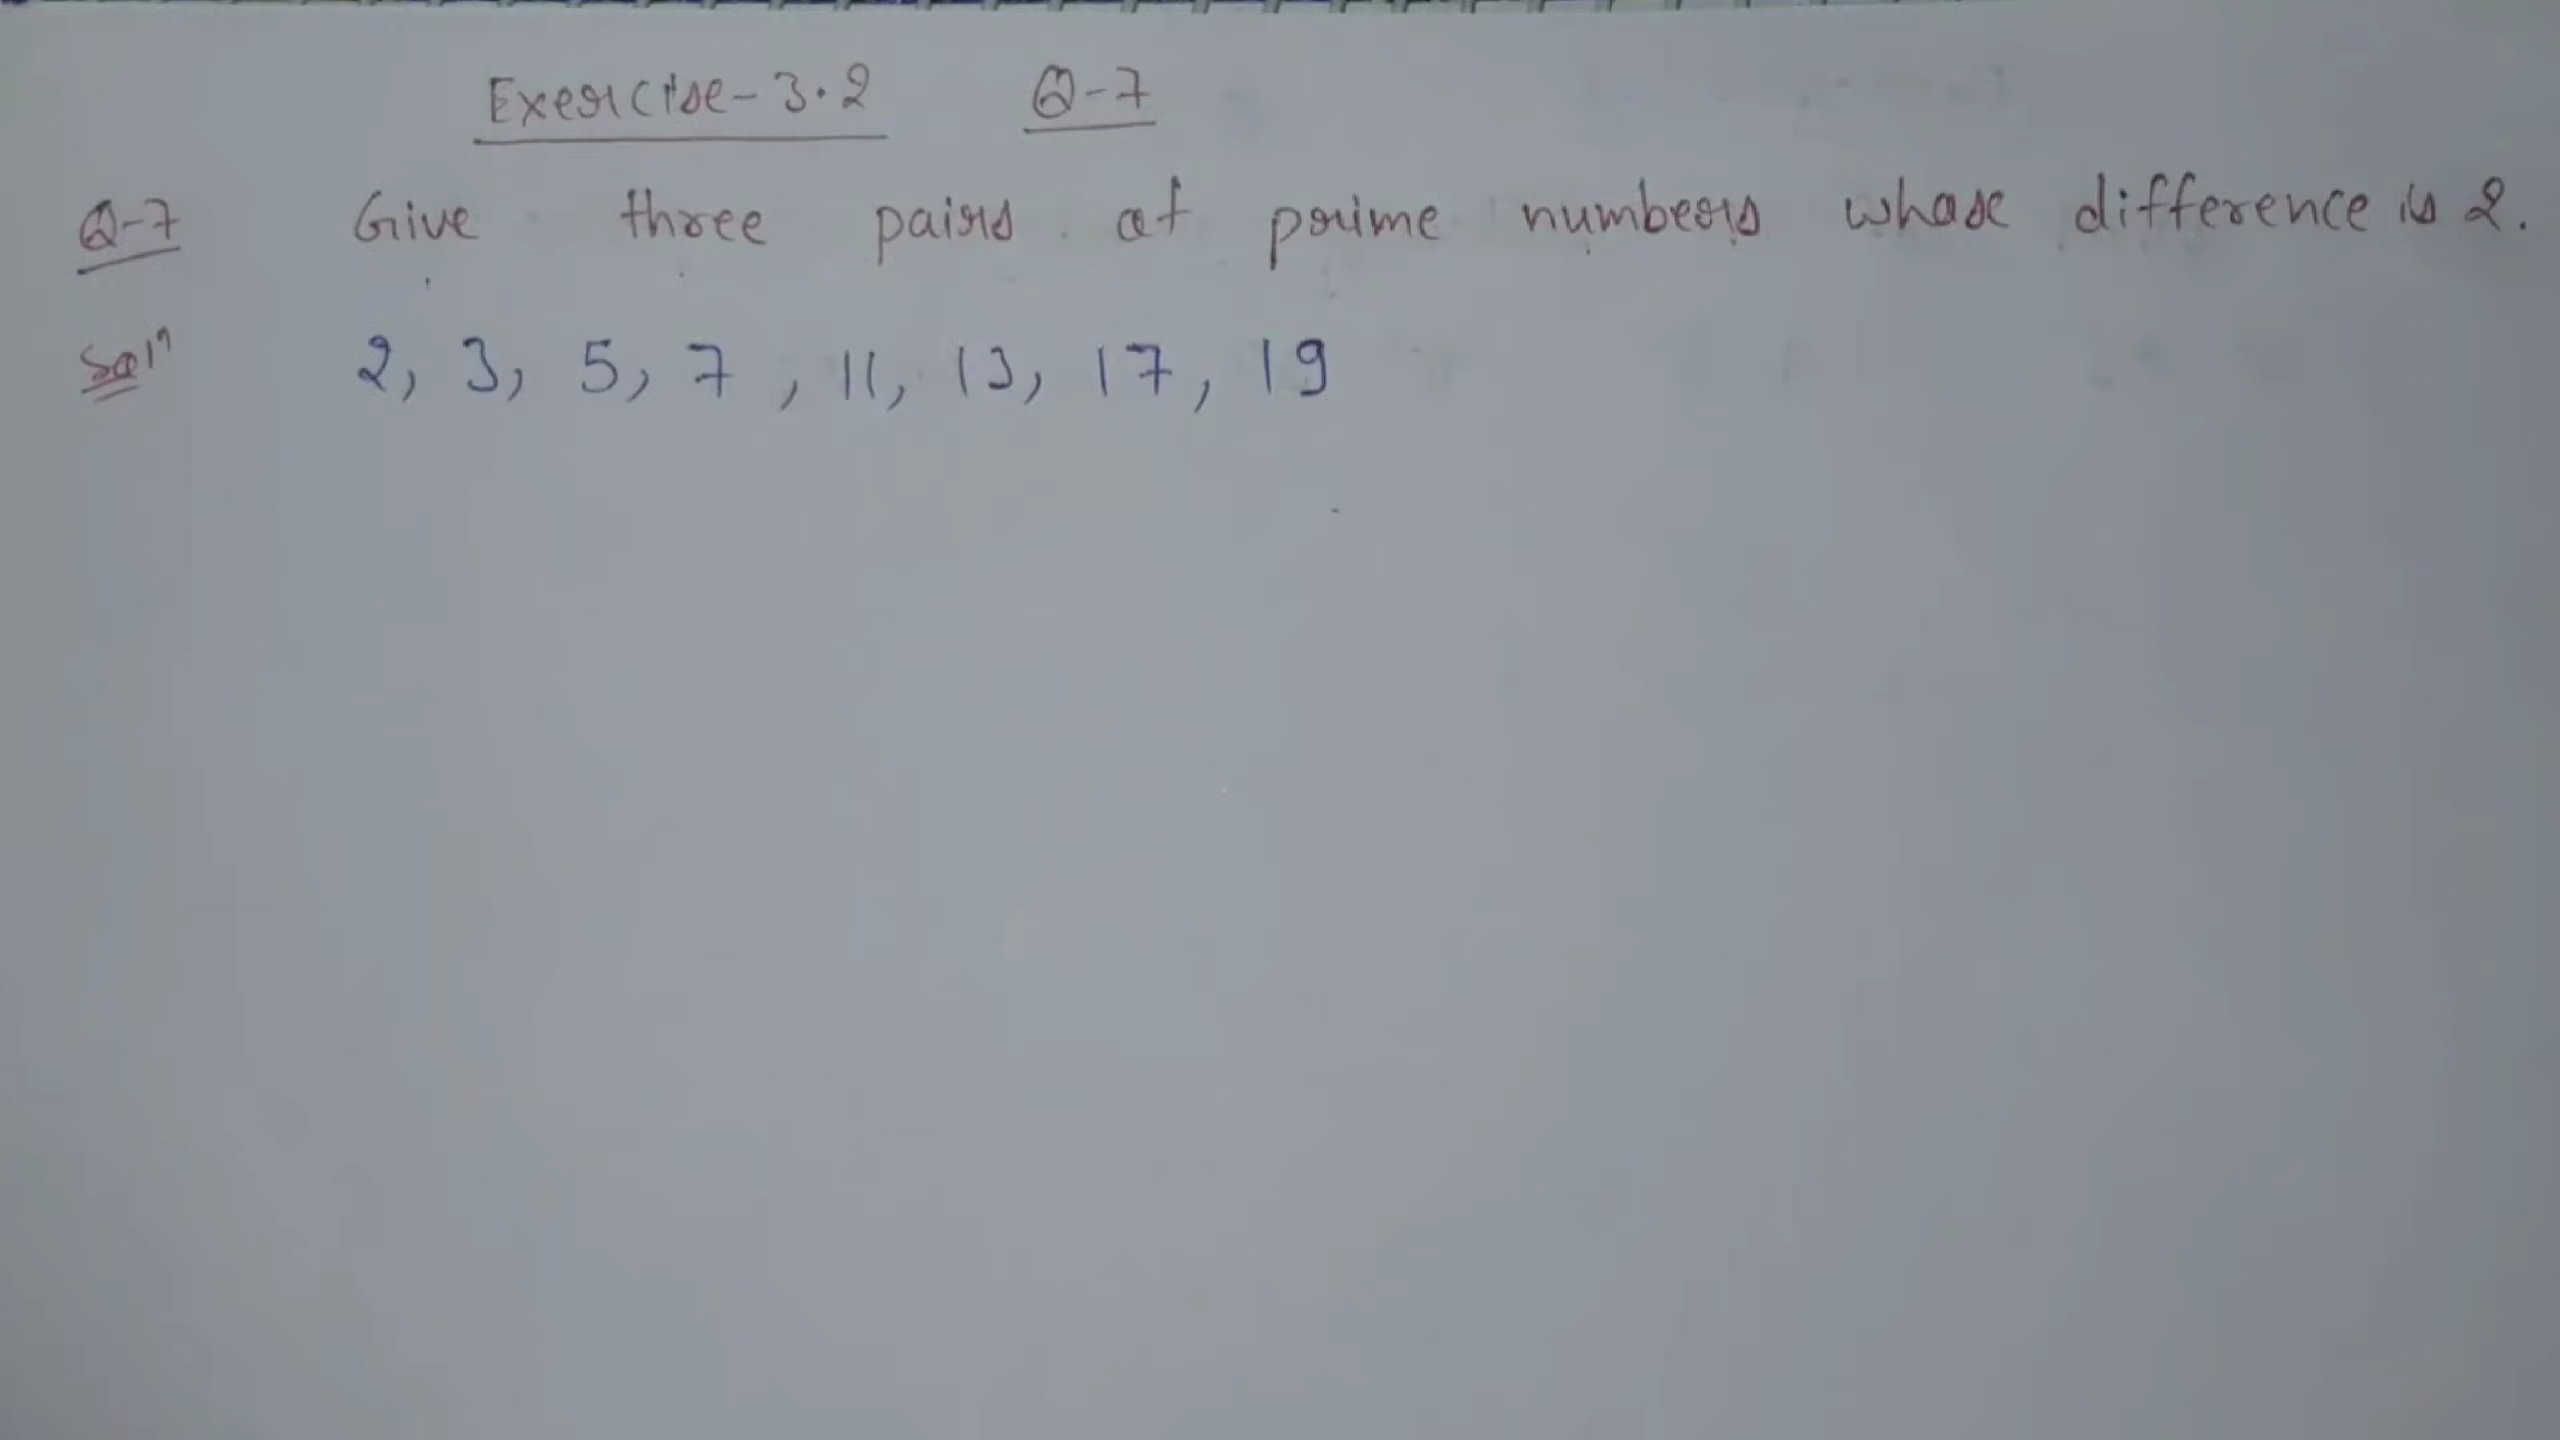 Exercise-3.2 Q-7
Q-7 Give three pairs of prime numbers whose difference is 2.
Solⁿ 2, 3, 5, 7, 11, 13, 17, 19